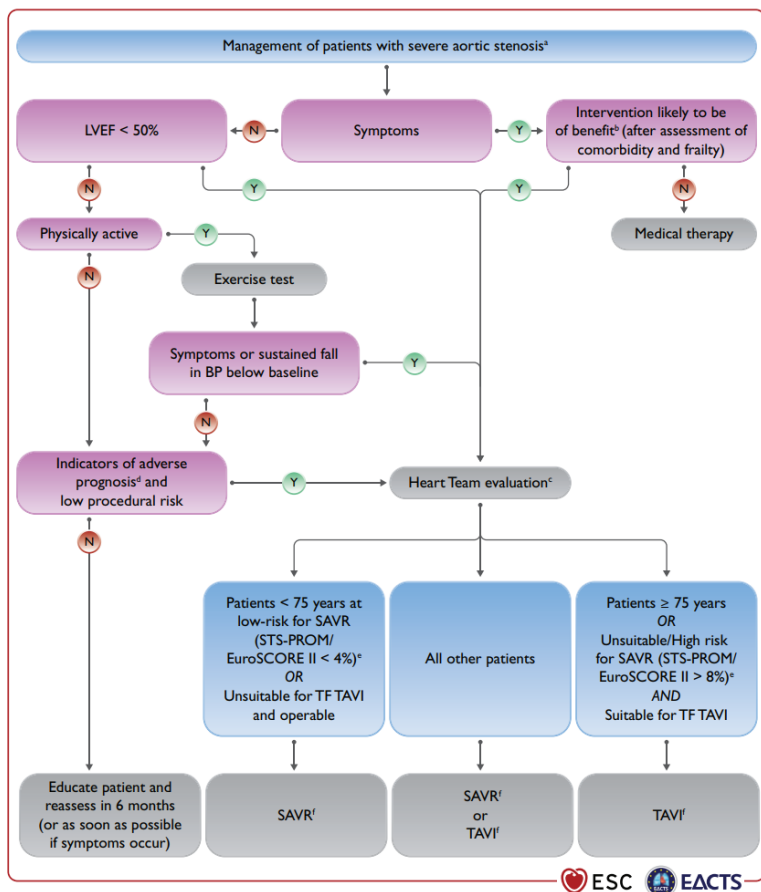 Management of patients with severe aortic stenosisᵃ
LVEF < 50%
N
Symptoms
Y
Intervention likely to be
of benefitᵇ (after assessment of
comorbidity and frailty)
N
Y
Y
N
Physically active
Y
Medical therapy
N
Exercise test
Symptoms or sustained fall
in BP below baseline
Y
N
Indicators of adverse
prognosisᵈ and
low procedural risk
Y
Heart Team evaluationᶜ
N
Patients < 75 years at
low-risk for SAVR
(STS-PROM/
EuroSCORE II < 4%)ᵉ
OR
Unsuitable for TF TAVI
and operable
All other patients
Patients ≥ 75 years
OR
Unsuitable/High risk
for SAVR (STS-PROM/
EuroSCORE II > 8%)ᵉ
AND
Suitable for TF TAVI
Educate patient and
reassess in 6 months
(or as soon as possible
if symptoms occur)
SAVRᶠ
SAVRᶠ
or
TAVIᶠ
TAVIᶠ
ESC
EACTS